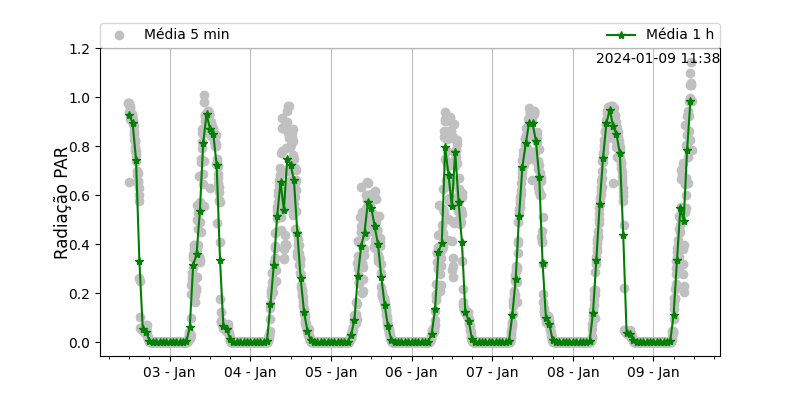 Média 5 min
Média 1 h
2024-01-09 11:38
Radiação PAR
1.2
1.0
0.8
0.6
0.4
0.2
0.0
03 - Jan
04 - Jan
05 - Jan
06 - Jan
07 - Jan
08 - Jan
09 - Jan